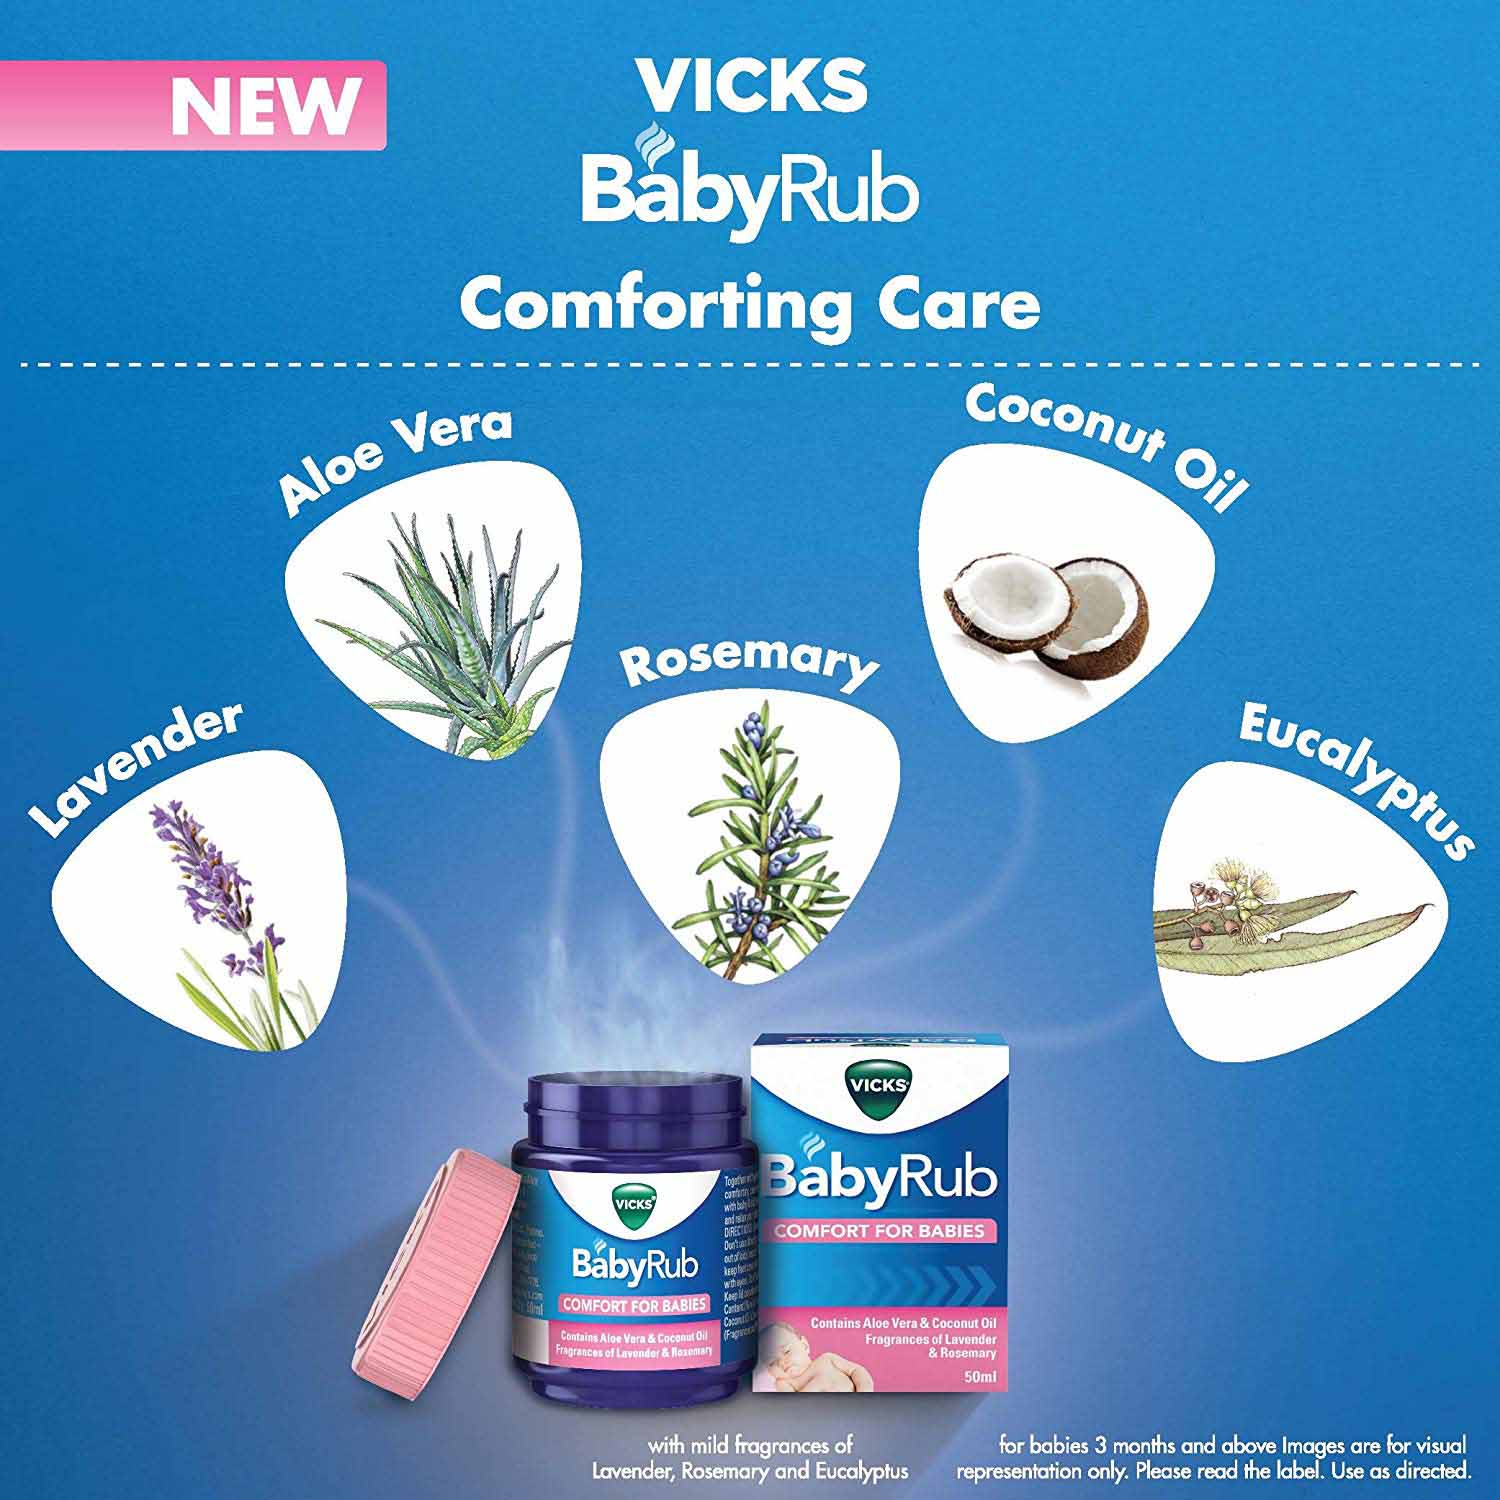 NEW
VICKS
BabyRub
Comforting Care
Aloe Vera
Coconut Oil
Rosemary
Lavender
Eucalyptus
VICKS
BabyRub
COMFORT FOR BABIES
Contains Aloe Vera & Coconut Oil
Fragrances of Lavender & Rosemary
50ml
VICKS
BabyRub
COMFORT FOR BABIES
Contains Aloe Vera & Coconut Oil
Fragrances of Lavender
& Rosemary
50ml
with mild fragrances of
Lavender, Rosemary and Eucalyptus
for babies 3 months and above Images are for visual
representation only. Please read the label. Use as directed.